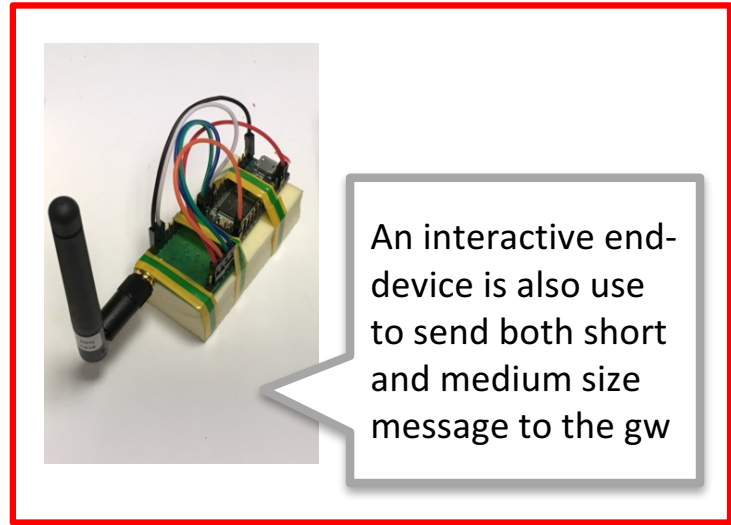 An interactive end-
device is also use
to send both short
and medium size
message to the gw